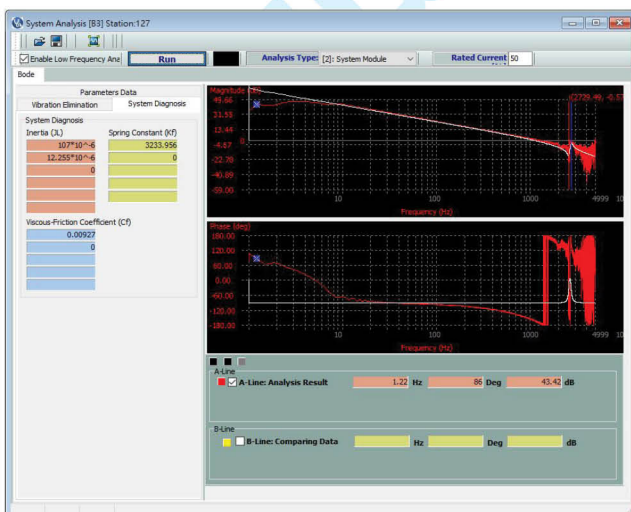 System Analysis [B3] Station:127
Enable Low Frequency Ana Run Analysis Type: [2]: System Module Rated Current 50
Bode
Parameters Data
Vibration Elimination System Diagnosis
System Diagnosis
Inertia (JL) Spring Constant (Kf)
107*10^-6 3233.956
12.255*10^-6 0
0
Viscous-Friction Coefficient (Cf)
0.00927
0
Magnitude
49.66
31.55
12.44
-4.67
-22.78
-40.89
-59.00
0
10 100 1000 4999 10
Frequency (Hz)
Phase (deg)
180.00
120.00
60.00
0.00
-60.00
-120.00
-180.00
10 100 1000 4999 10
Frequency (Hz)
A-Line
A-Line: Analysis Result 1.22 Hz 86 Deg 43.42 dB
B-Line
B-Line: Comparing Data Hz Deg dB